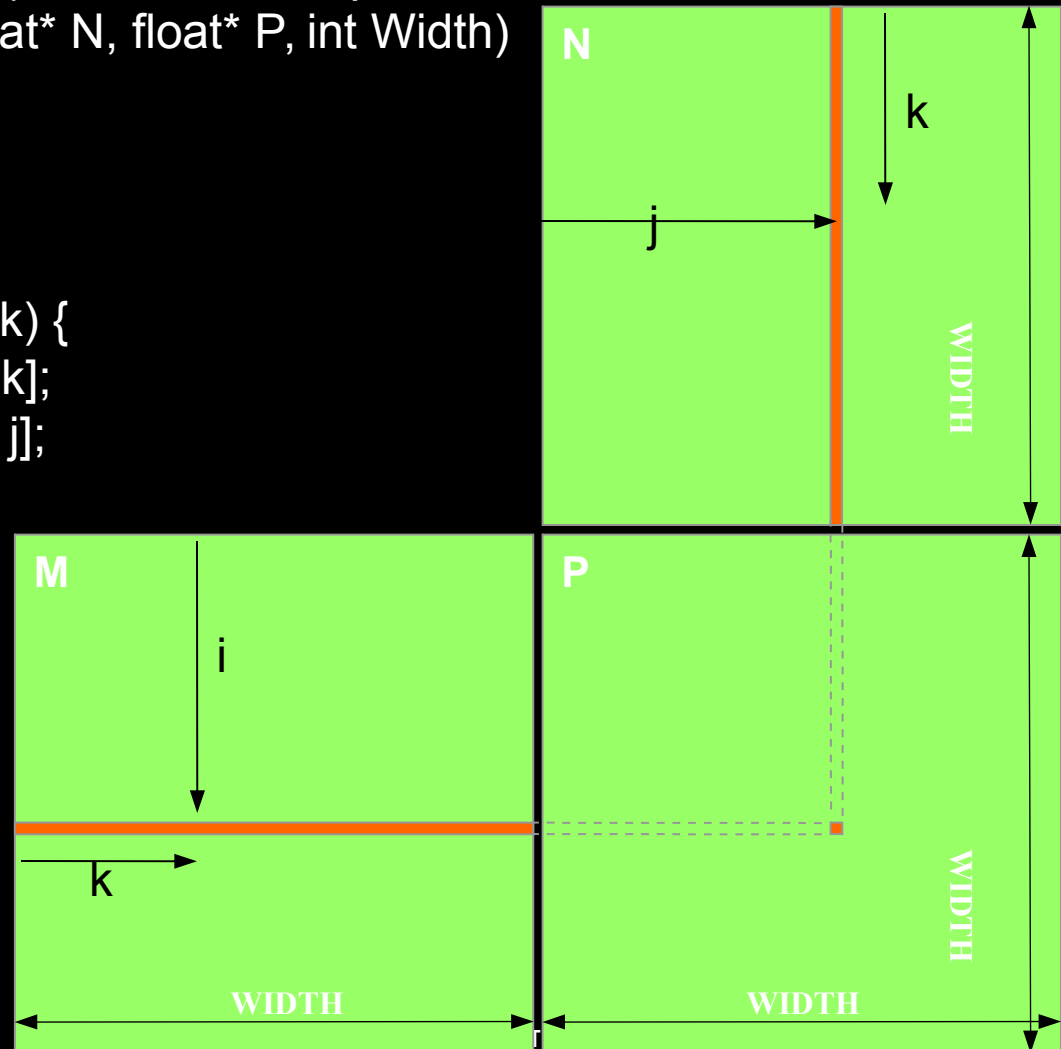 at* N, float* P, int Width)
N
k
j
k) {
k];
j];
WIDTH
M
P
i
k
WIDTH
WIDTH
WIDTH